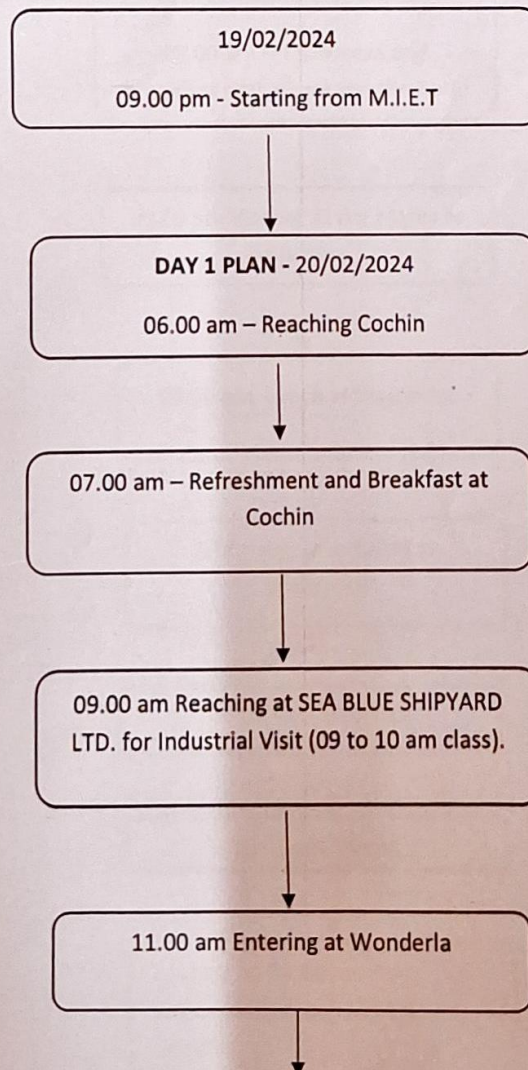 19/02/2024
09.00 pm - Starting from M.I.E.T
DAY 1 PLAN - 20/02/2024
06.00 am – Reaching Cochin
07.00 am – Refreshment and Breakfast at
Cochin
09.00 am Reaching at SEA BLUE SHIPYARD
LTD. for Industrial Visit (09 to 10 am class).
11.00 am Entering at Wonderla